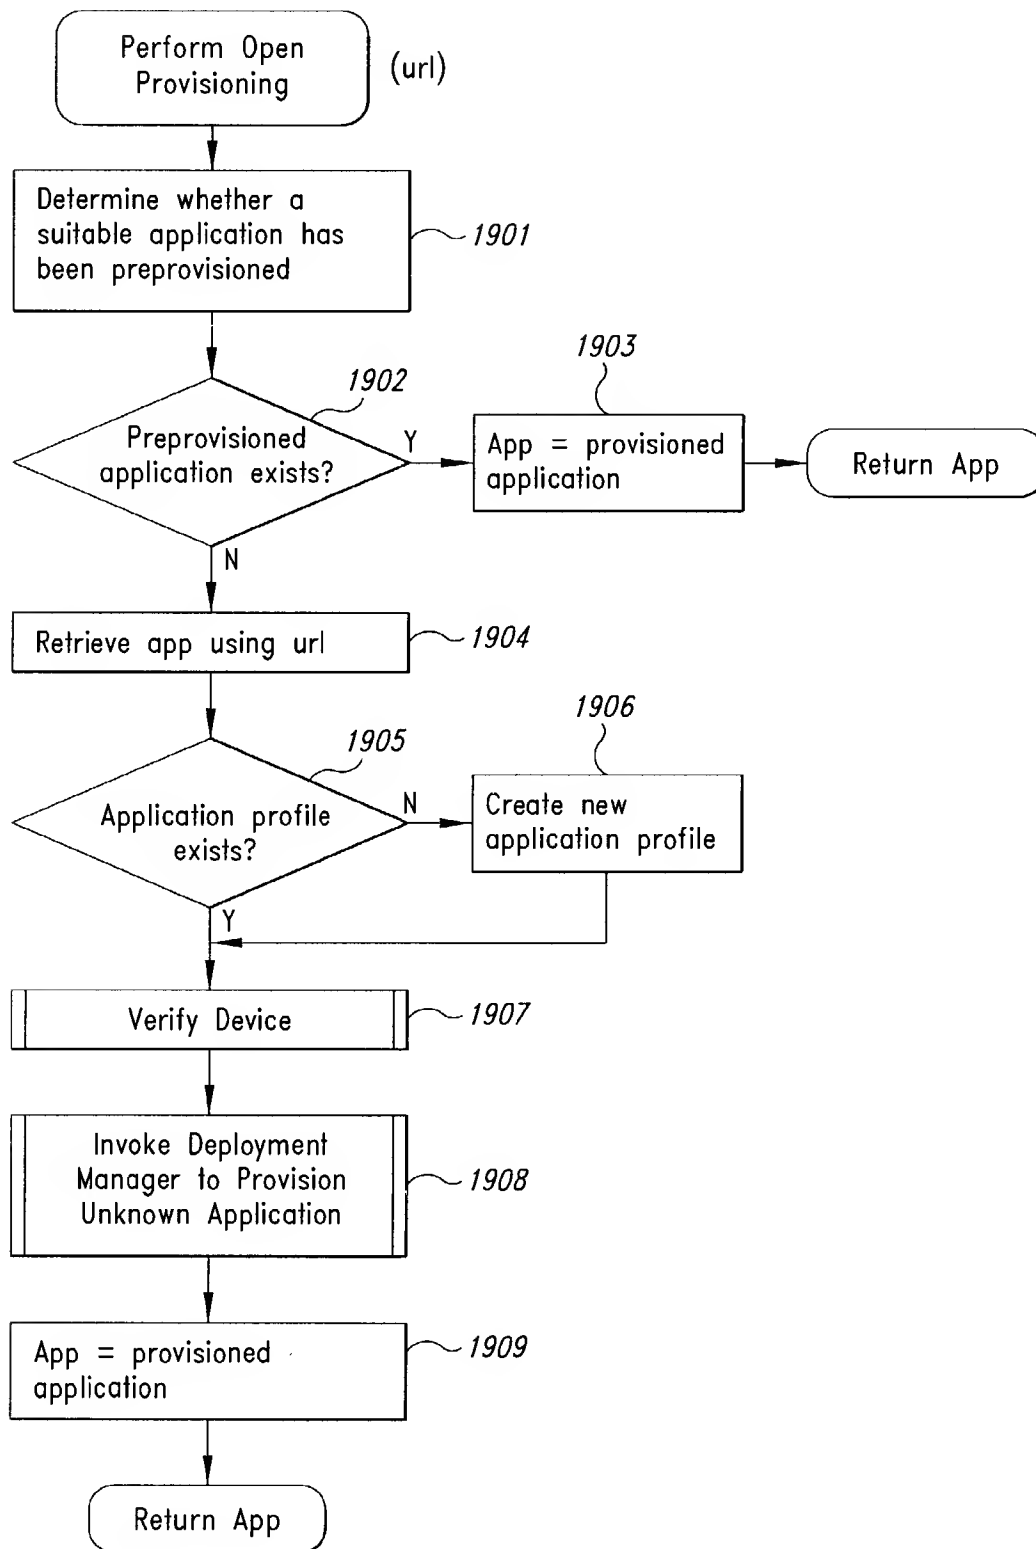 Perform Open
Provisioning
(url)
Determine whether a
suitable application has
been preprovisioned
1901
1902
Preprovisioned
application exists?
Y
1903
App = provisioned
application
Return App
N
Retrieve app using url
1904
1905
Application profile
exists?
N
1906
Create new
application profile
Y
Verify Device
1907
Invoke Deployment
Manager to Provision
Unknown Application
1908
App = provisioned
application
1909
Return App